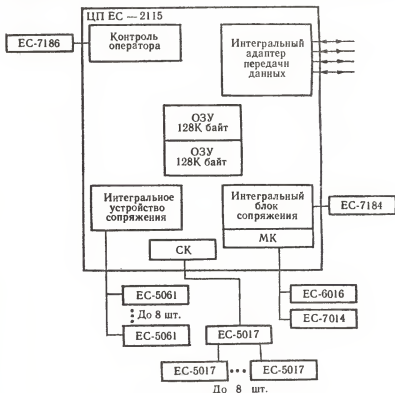 ЦП ЕС — 2115
ЕС-7186
Контроль
оператора
Интегральный
адаптер
передачи
данных
ОЗУ
128К байт
ОЗУ
128К байт
Интегральное
устройство
сопряжения
Интегральный
блок
сопряжения
ЕС-7184
МК
СК
ЕС-5061
До 8 шт.
ЕС-5061
ЕС-6016
ЕС-7014
ЕС-5017
ЕС-5017
ЕС-5017
До 8 шт.